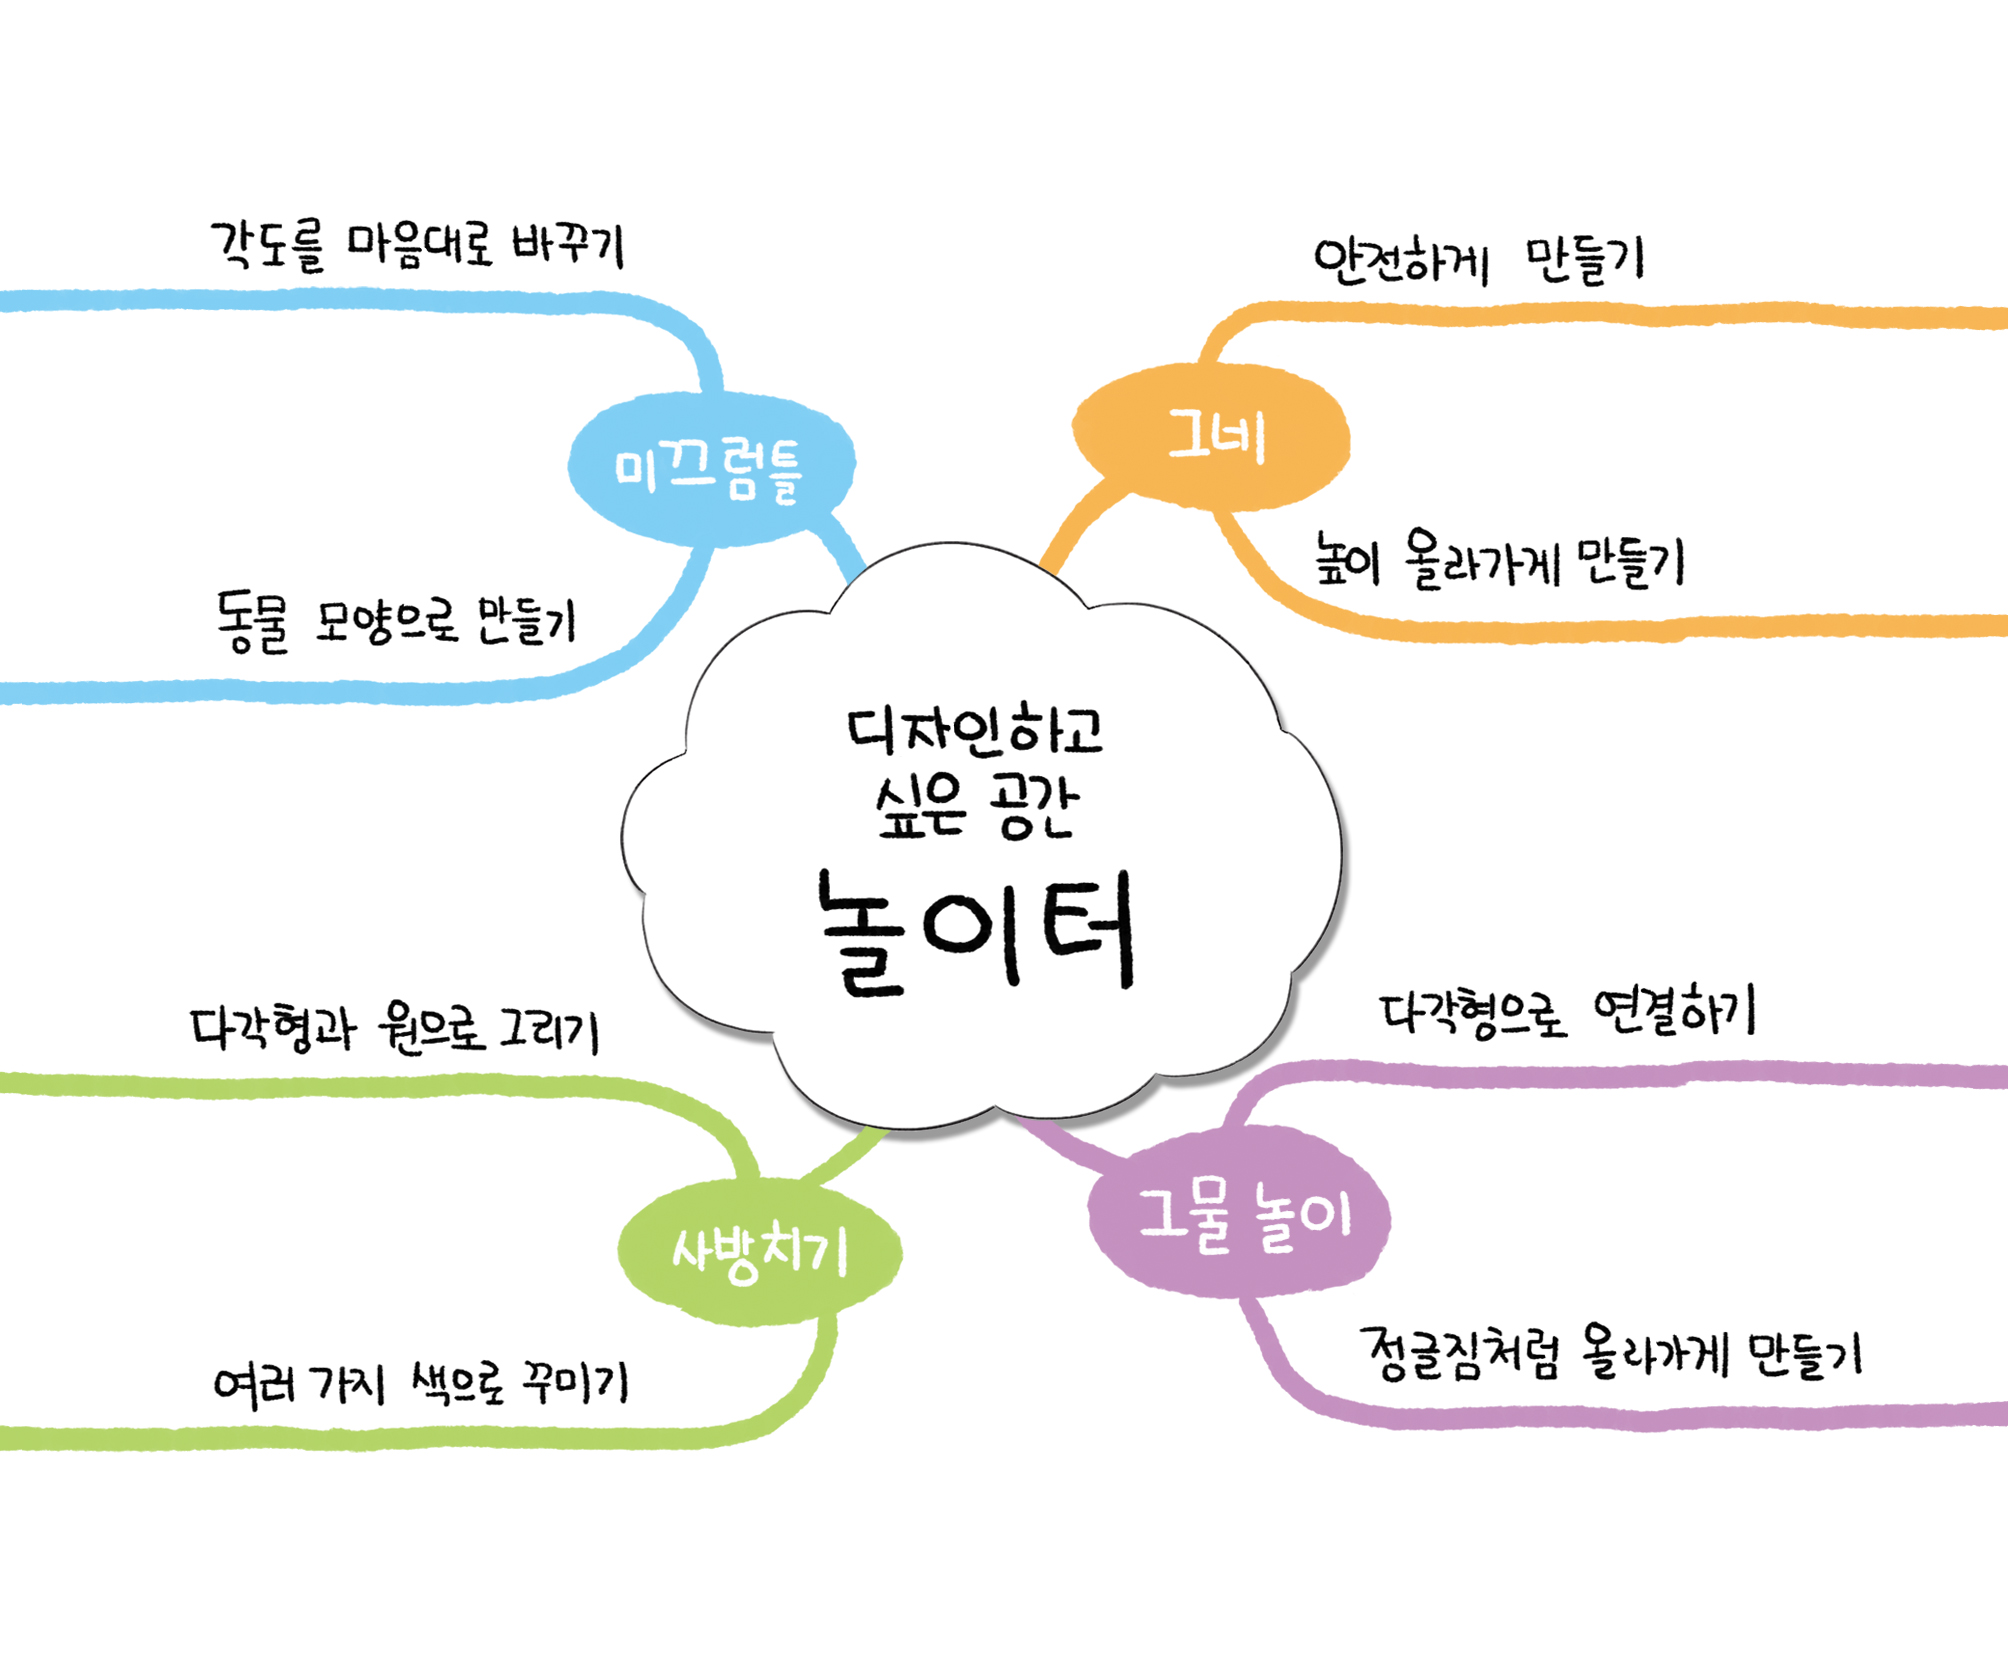 각도를 마음대로 바꾸기
미끄럼틀
동물 모양으로 만들기
안전하게 만들기
그네
높이 올라가게 만들기
디자인하고
싶은 공간
놀이터
다각형과 원으로 그리기
사방치기
여러 가지 색으로 꾸미기
다각형으로 연결하기
그물 놀이
정글짐처럼 올라가게 만들기